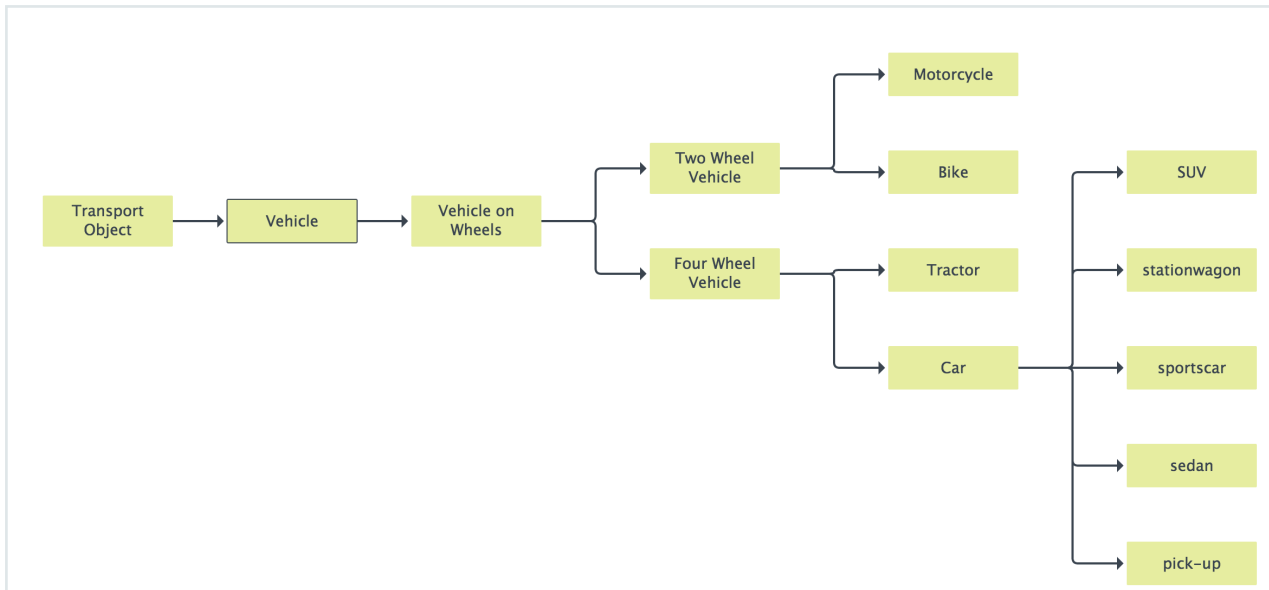 Transport
Object
Vehicle
Vehicle on
Wheels
Two Wheel
Vehicle
Four Wheel
Vehicle
Motorcycle
Bike
Tractor
Car
SUV
stationwagon
sportscar
sedan
pick-up